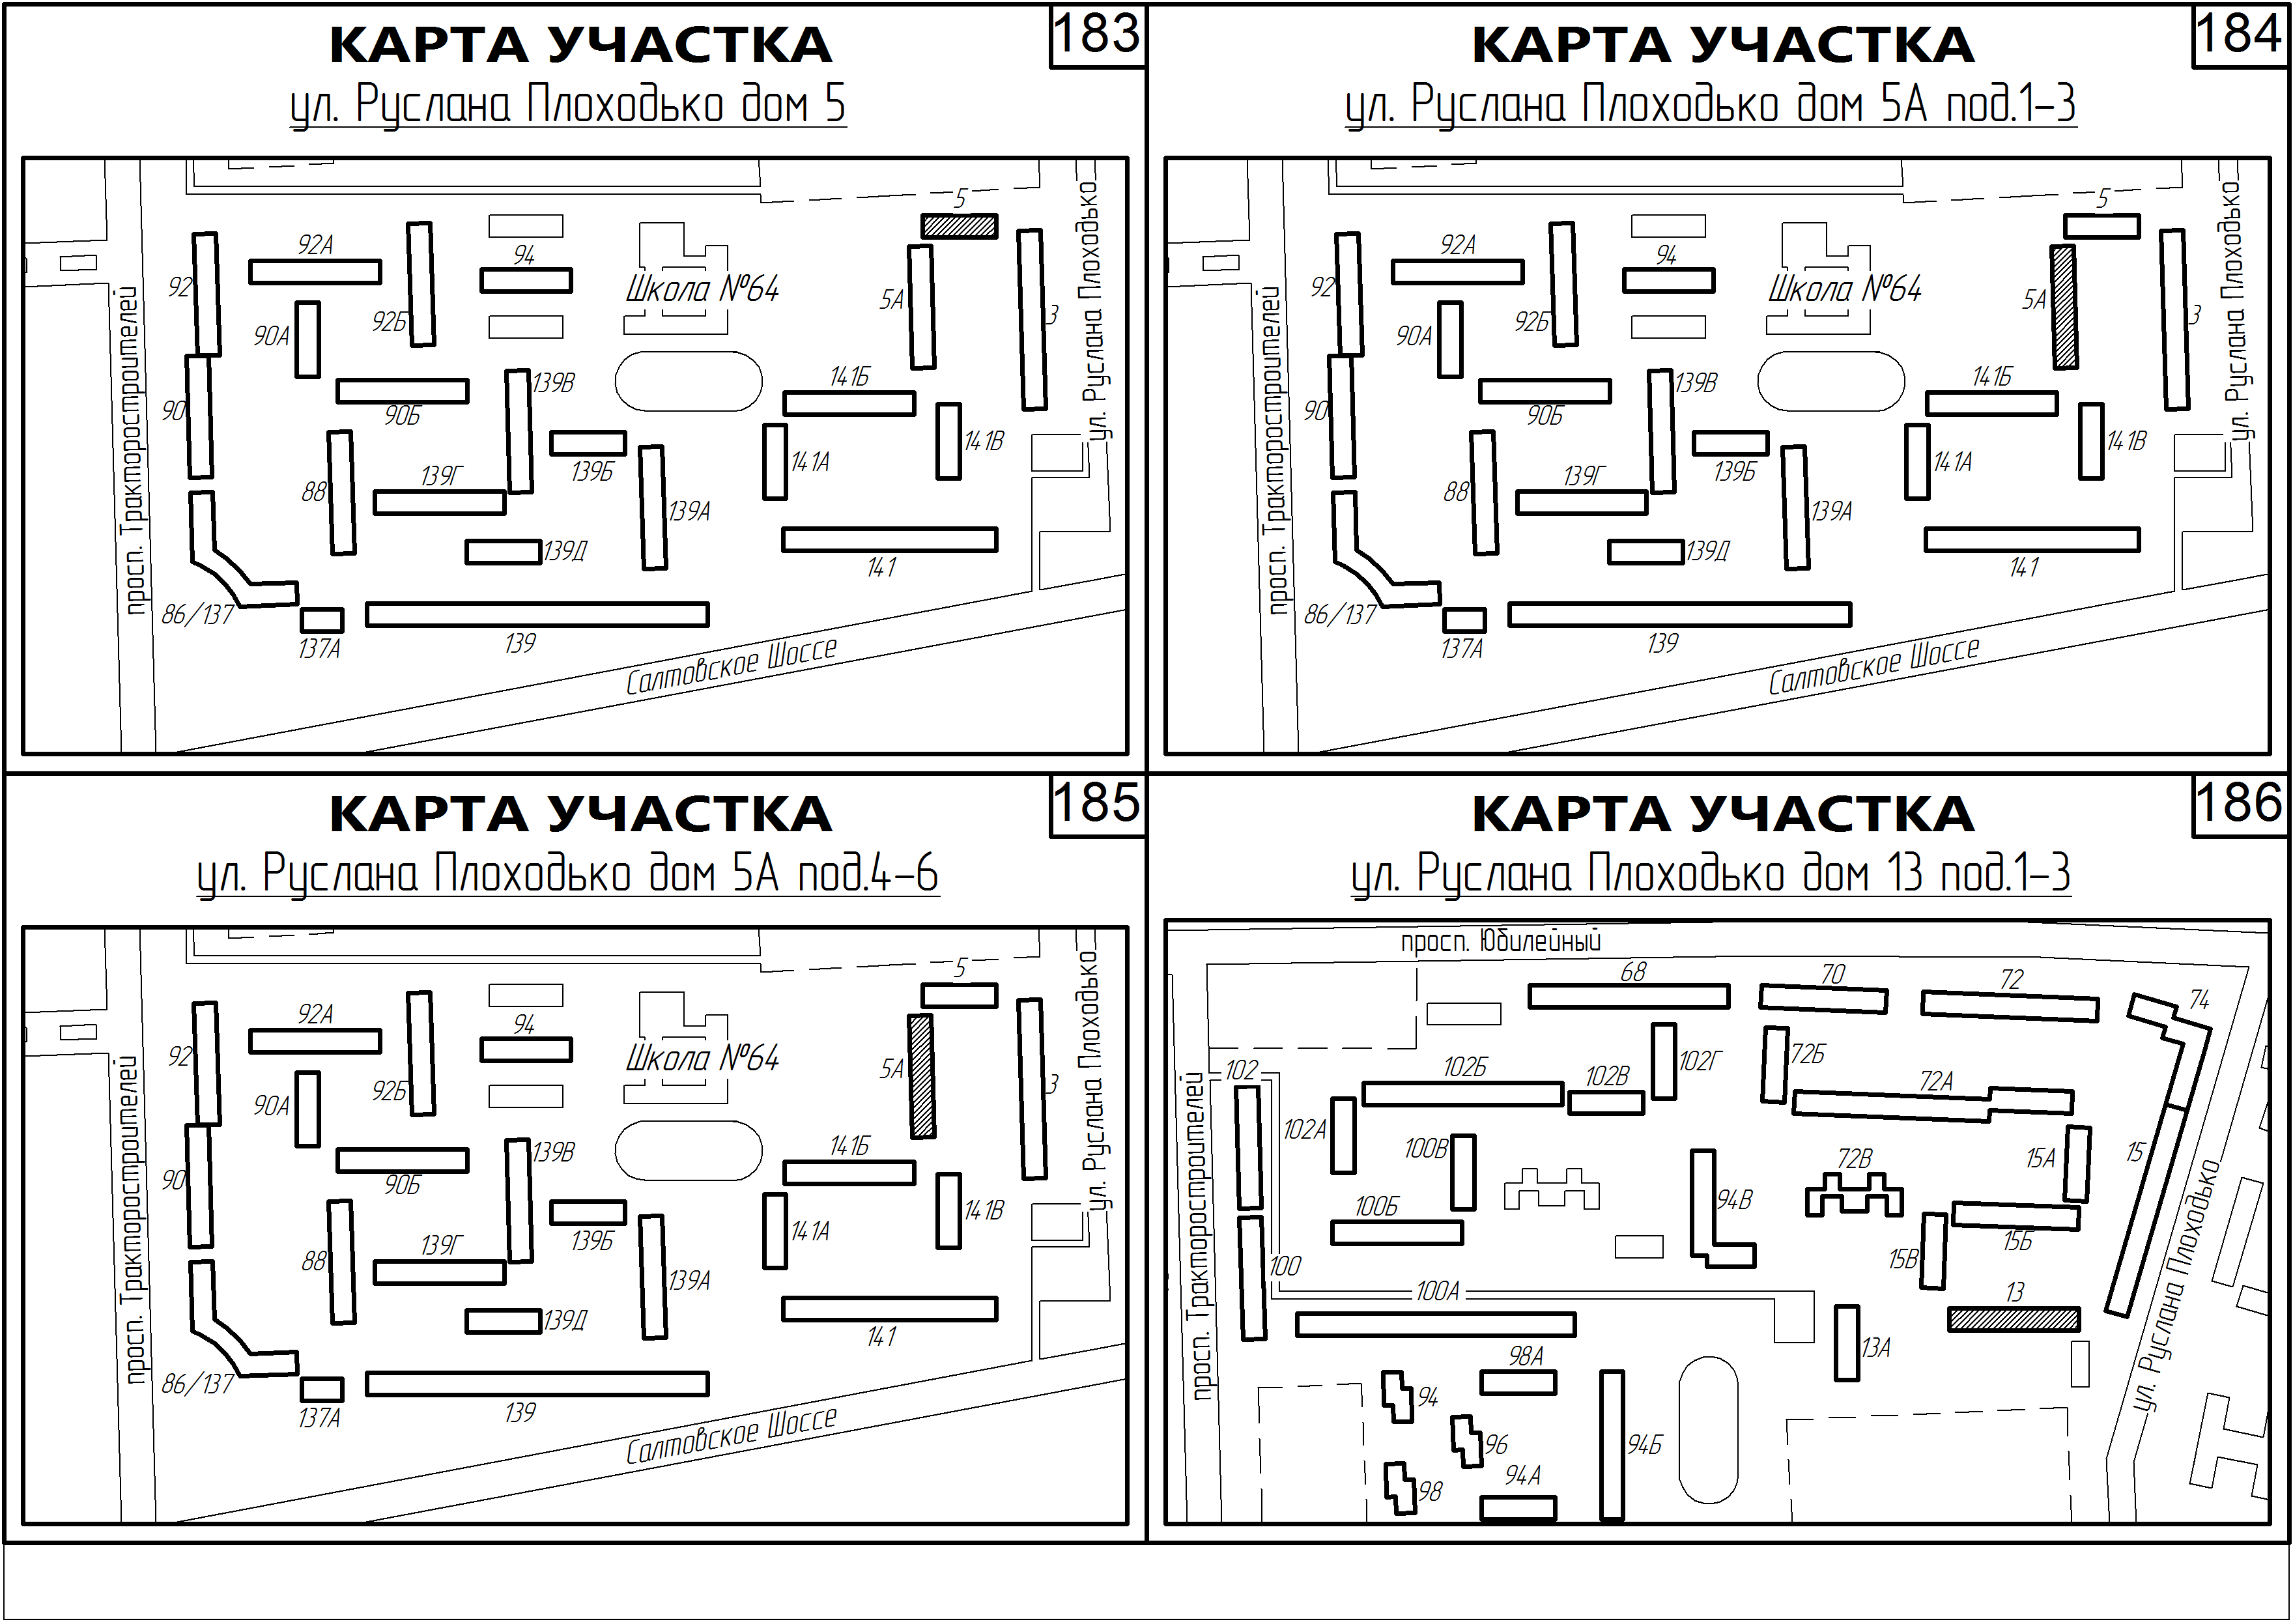 183
КАРТА УЧАСТКА
ул. Руслана Плоходько дом 5
5
92А
94
92
Школа №64
5А
3
92Б
90А
ул. Руслана Плоходько
просп. Тракторостроителей
90
90Б
139В
141Б
141В
88
139Г
139Б
141А
139А
139Д
141
86/137
137А
139
Салтовское Шоссе
184
КАРТА УЧАСТКА
ул. Руслана Плоходько дом 5А под.1-3
5
92А
94
92
Школа №64
5А
3
92Б
90А
ул. Руслана Плоходько
просп. Тракторостроителей
90
90Б
139В
141Б
141В
88
139Г
139Б
141А
139А
139Д
141
86/137
137А
139
Салтовское Шоссе
185
КАРТА УЧАСТКА
ул. Руслана Плоходько дом 5А под.4-6
5
92А
94
92
Школа №64
5А
3
92Б
90А
ул. Руслана Плоходько
просп. Тракторостроителей
90
90Б
139В
141Б
141В
88
139Г
139Б
141А
139А
139Д
141
86/137
137А
139
Салтовское Шоссе
186
КАРТА УЧАСТКА
ул. Руслана Плоходько дом 13 под.1-3
просп. Юбилейный
68
70
72
74
102
102Б
102В
102Г
72Б
72А
102А
100В
72В
15А
15
94В
100Б
15Б
15В
100
100А
13
13А
просп. Тракторостроителей
ул. Руслана Плоходько
98А
94
96
94Б
94А
98